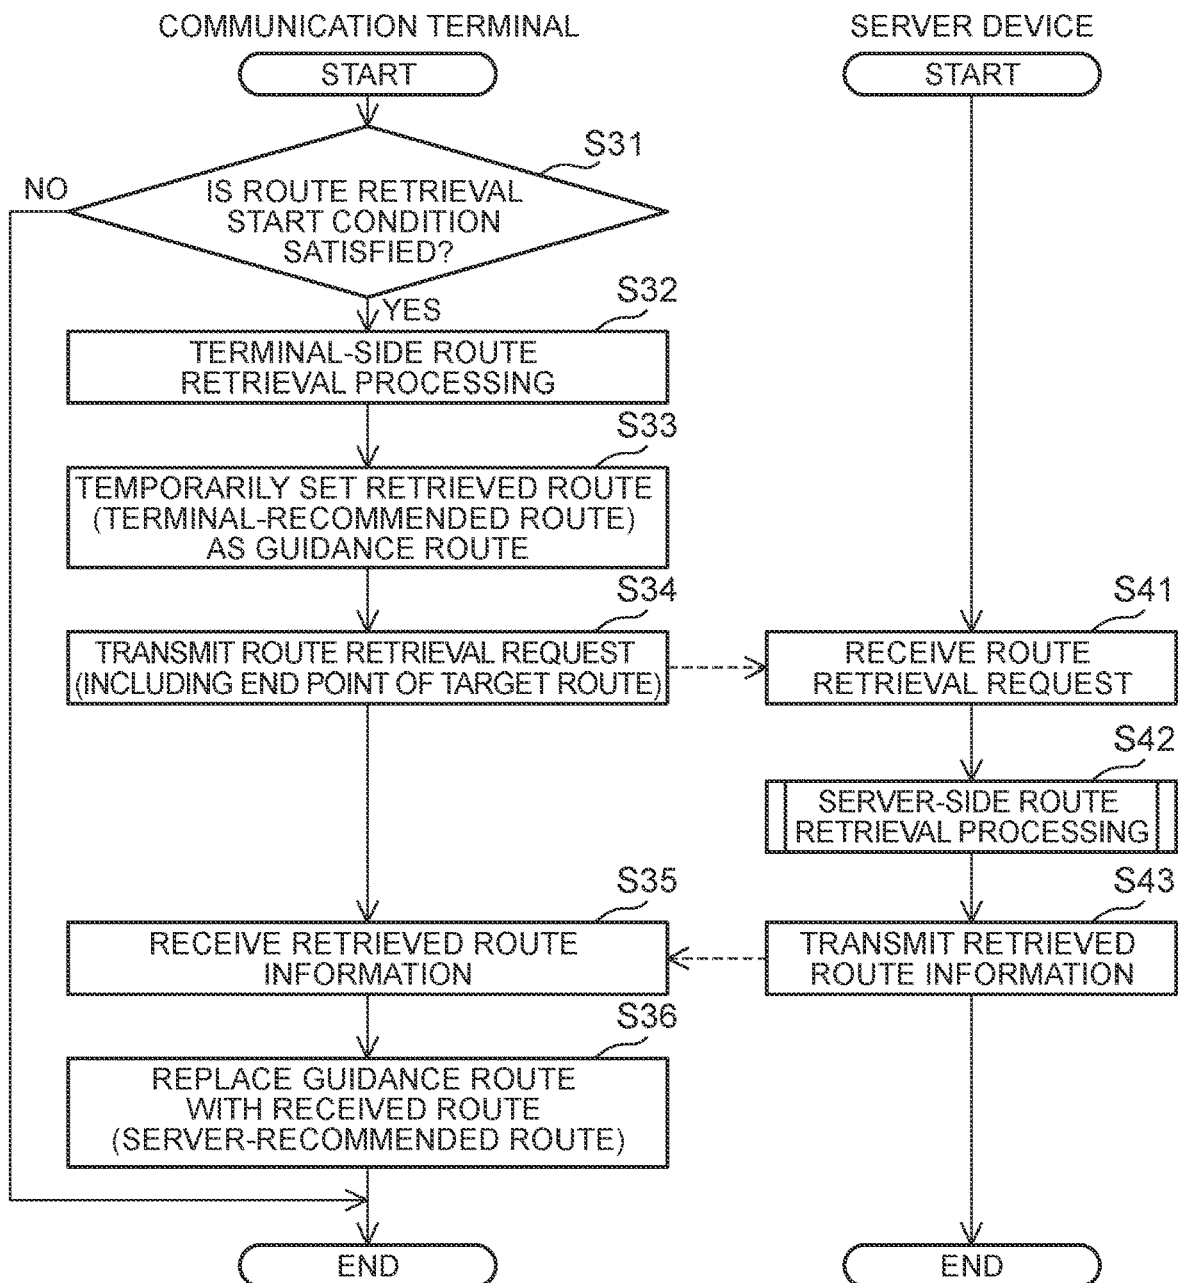 COMMUNICATION TERMINAL
SERVER DEVICE
START
START
S31
NO
IS ROUTE RETRIEVAL
START CONDITION
SATISFIED?
YES
S32
TERMINAL-SIDE ROUTE
RETRIEVAL PROCESSING
S33
TEMPORARILY SET RETRIEVED ROUTE
(TERMINAL-RECOMMENDED ROUTE)
AS GUIDANCE ROUTE
S34
TRANSMIT ROUTE RETRIEVAL REQUEST
(INCLUDING END POINT OF TARGET ROUTE)
S41
RECEIVE ROUTE
RETRIEVAL REQUEST
S42
SERVER-SIDE ROUTE
RETRIEVAL PROCESSING
S35
RECEIVE RETRIEVED ROUTE
INFORMATION
S43
TRANSMIT RETRIEVED
ROUTE INFORMATION
S36
REPLACE GUIDANCE ROUTE
WITH RECEIVED ROUTE
(SERVER-RECOMMENDED ROUTE)
END
END